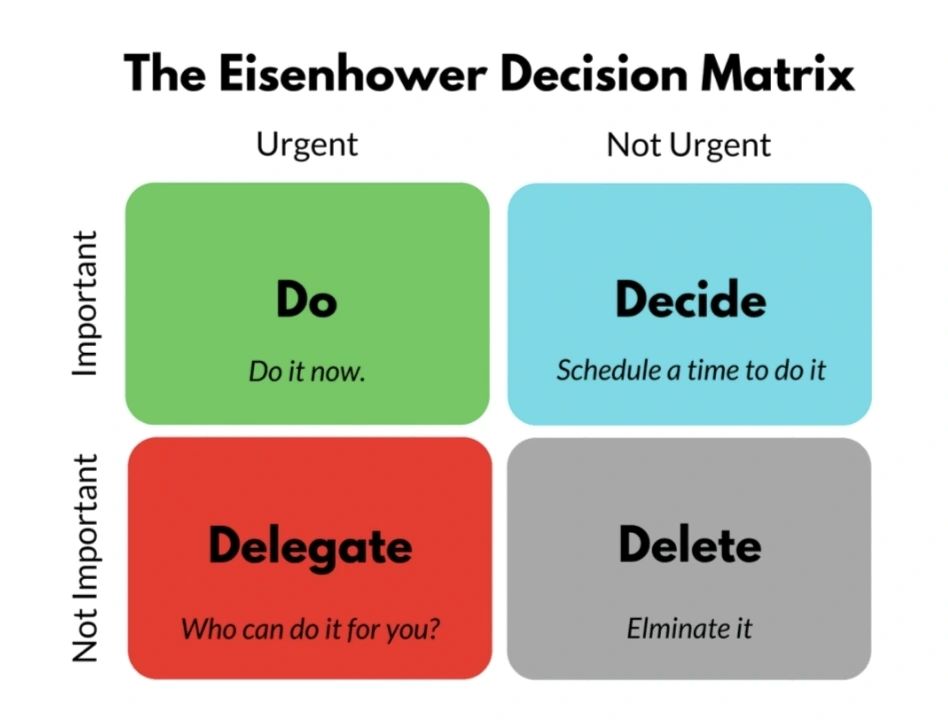 The Eisenhower Decision Matrix
Urgent
Not Urgent
Important
Do
Do it now.
Decide
Schedule a time to do it
Not Important
Delegate
Who can do it for you?
Delete
Elminate it